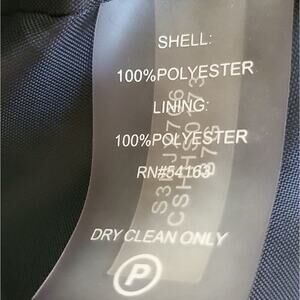 SHELL:
100%POLYESTER
LINING:
100%POLYESTER
RN#54163
DRY CLEAN ONLY
P